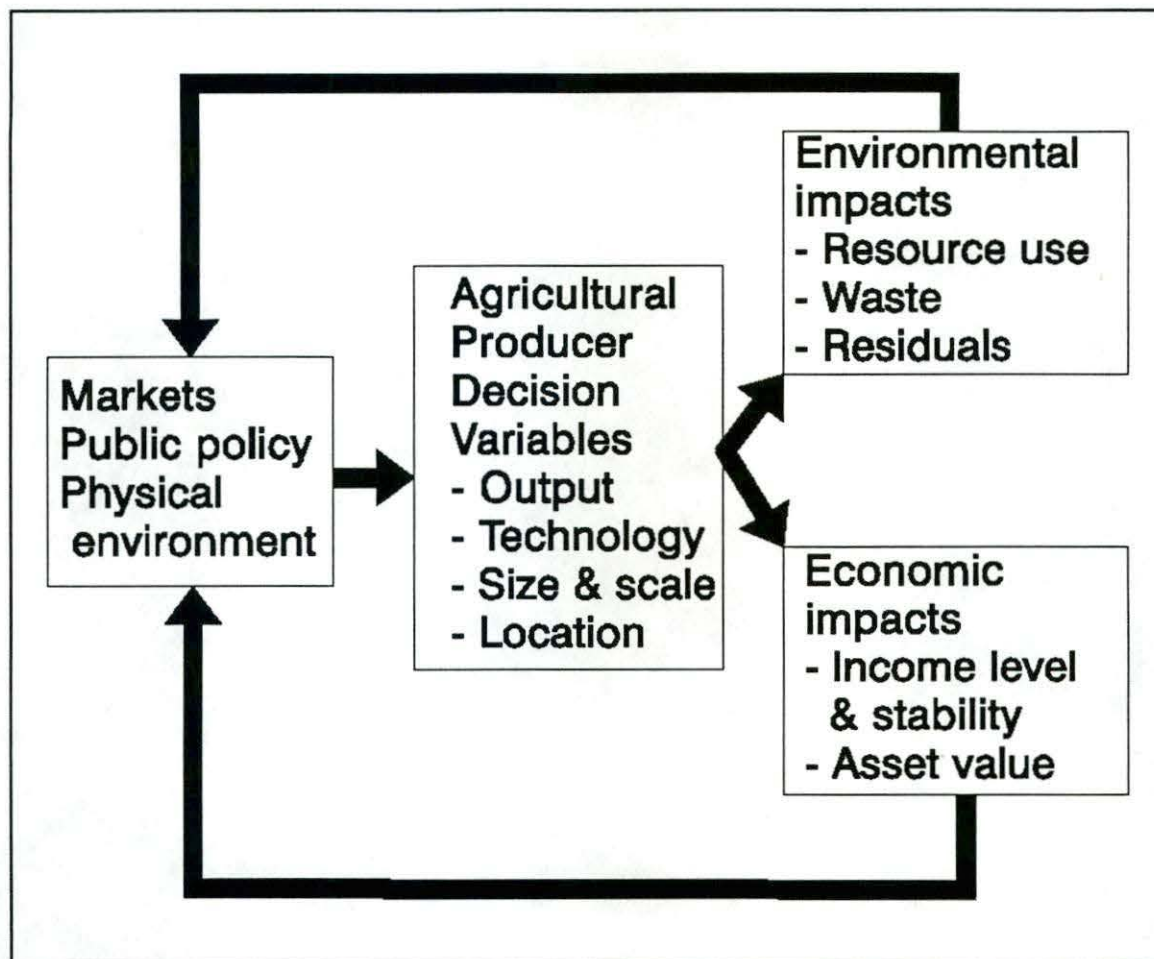 Markets
Public policy
Physical
environment
Agricultural
Producer
Decision
Variables
- Output
- Technology
- Size & scale
- Location
Environmental
impacts
- Resource use
- Waste
- Residuals
Economic
impacts
- Income level
& stability
- Asset value